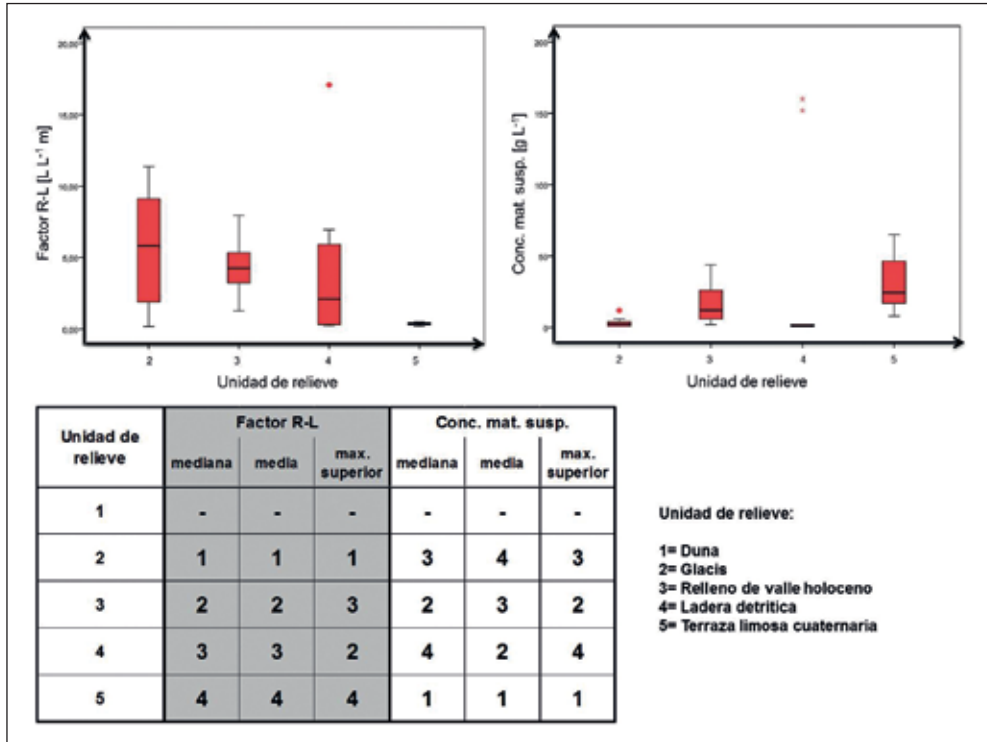 Factor R-L [L L⁻¹ m]
20,00
15,00
10,00
5,00
0,00
2 3 4 5
Unidad de relieve
Conc. mat. susp. [g L⁻¹]
200
150
100
50
0
2 3 4 5
Unidad de relieve
Unidad de relieve Factor R-L Conc. mat. susp.
mediana media max. superior mediana media max. superior
1 - - - - - -
2 1 1 1 3 4 3
3 2 2 3 2 3 2
4 3 3 2 4 2 4
5 4 4 4 1 1 1
Unidad de relieve:
1= Duna
2= Glacis
3= Relleno de valle holoceno
4= Ladera detritica
5= Terraza limosa cuaternaria